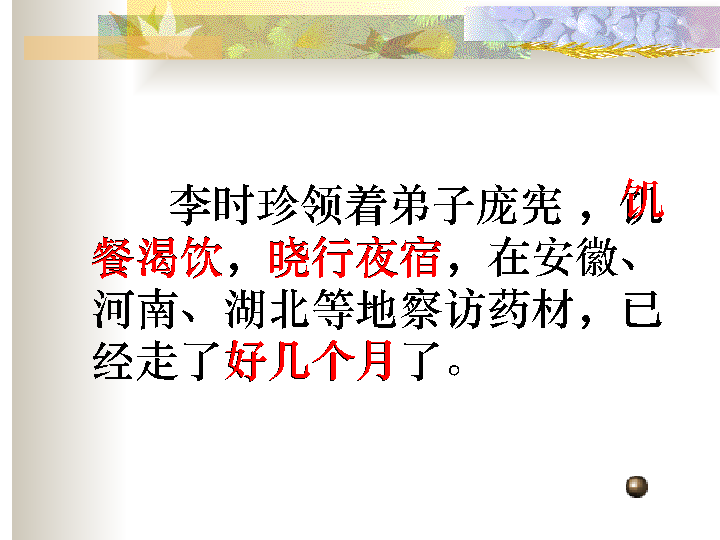 李时珍领着弟子庞宪，饥
餐渴饮，晓行夜宿，在安徽、
河南、湖北等地察访药材，已
经走了好几个月了。